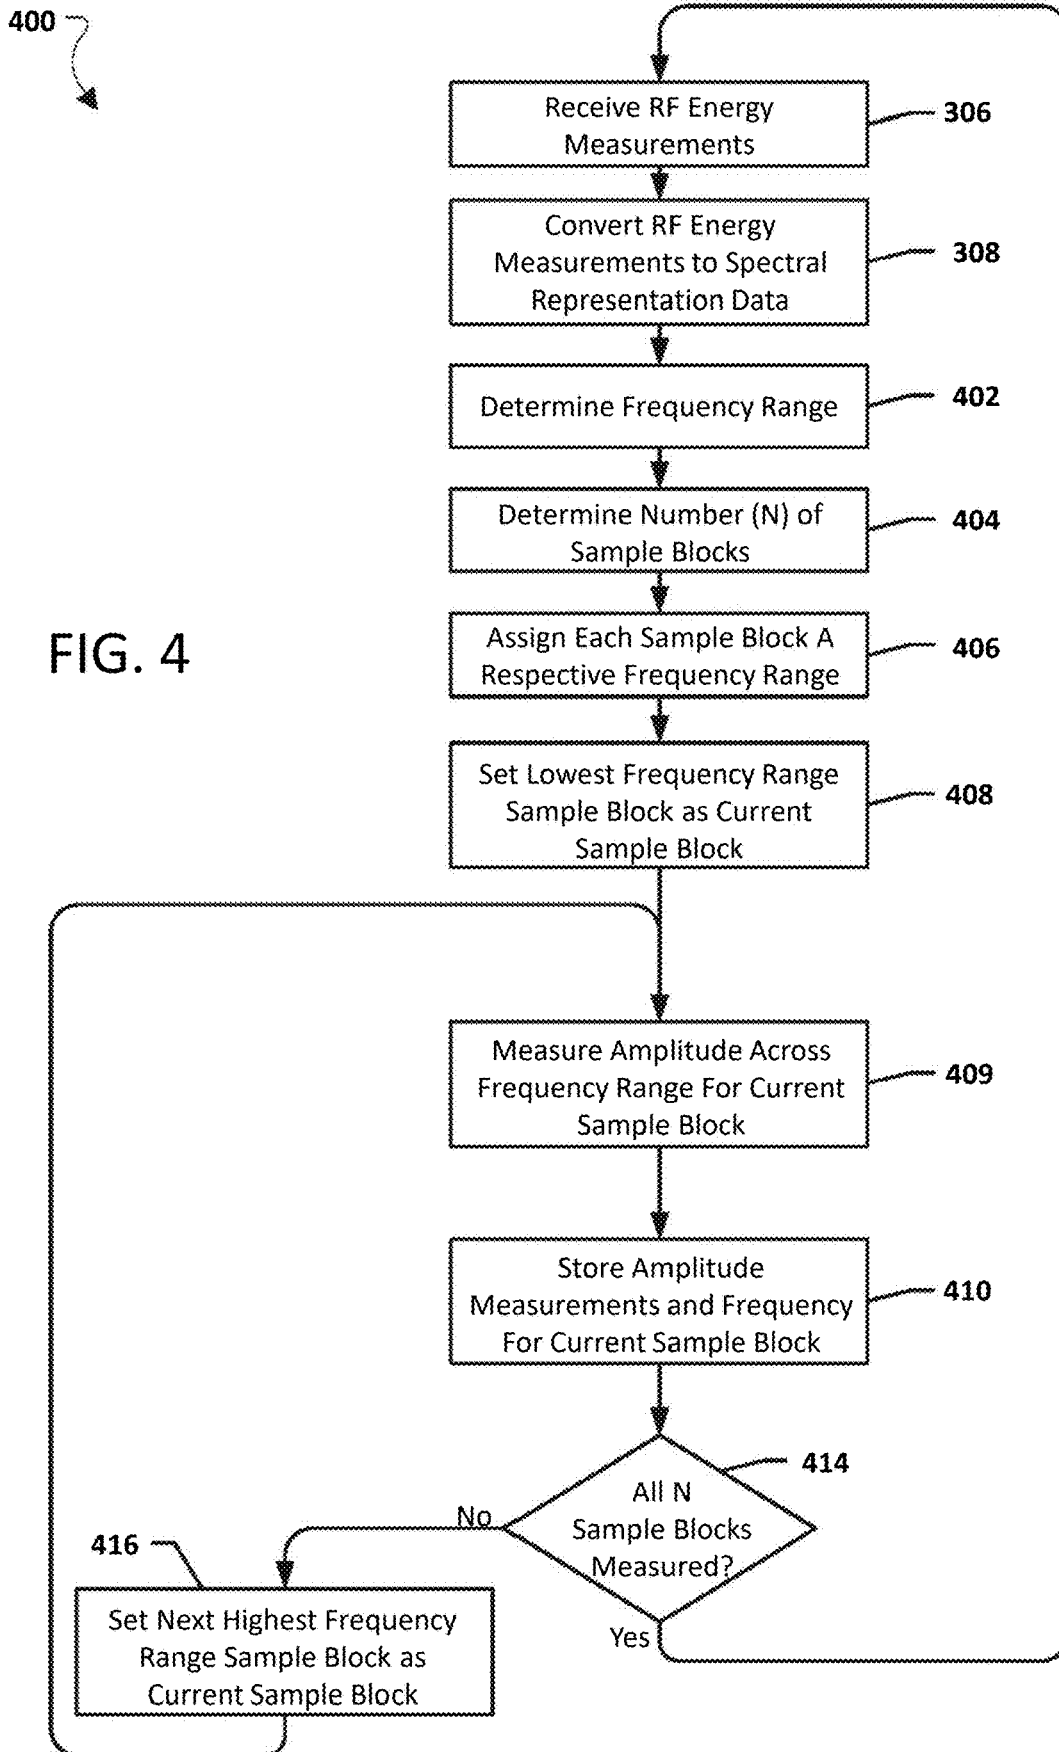 400
Receive RF Energy
Measurements
306
Convert RF Energy
Measurements to Spectral
Representation Data
308
Determine Frequency Range
402
Determine Number (N) of
Sample Blocks
404
FIG. 4
Assign Each Sample Block A
Respective Frequency Range
406
Set Lowest Frequency Range
Sample Block as Current
Sample Block
408
Measure Amplitude Across
Frequency Range For Current
Sample Block
409
Store Amplitude
Measurements and Frequency
For Current Sample Block
410
All N
Sample Blocks
Measured?
414
No
416
Set Next Highest Frequency
Range Sample Block as
Current Sample Block
Yes